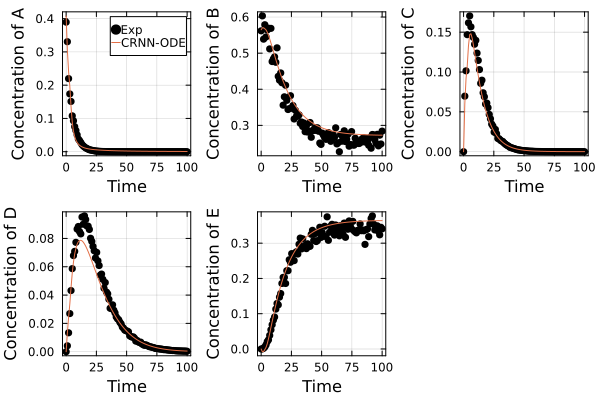 Concentration of A
0.4
0.3
0.2
0.1
0.0
0 25 50 75 100
Time
Exp
CRNN-ODE
Concentration of B
0.6
0.5
0.4
0.3
0 25 50 75 100
Time
Concentration of C
0.15
0.10
0.05
0.00
0 25 50 75 100
Time
Concentration of D
0.08
0.06
0.04
0.02
0.00
0 25 50 75 100
Time
Concentration of E
0.3
0.2
0.1
0.0
0 25 50 75 100
Time